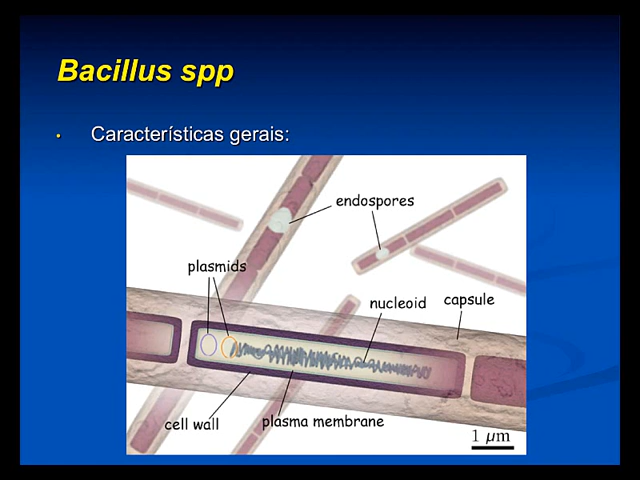 Bacillus spp
• Características gerais:
endospores
plasmids
nucleoid
capsule
cell wall
plasma membrane
1 µm